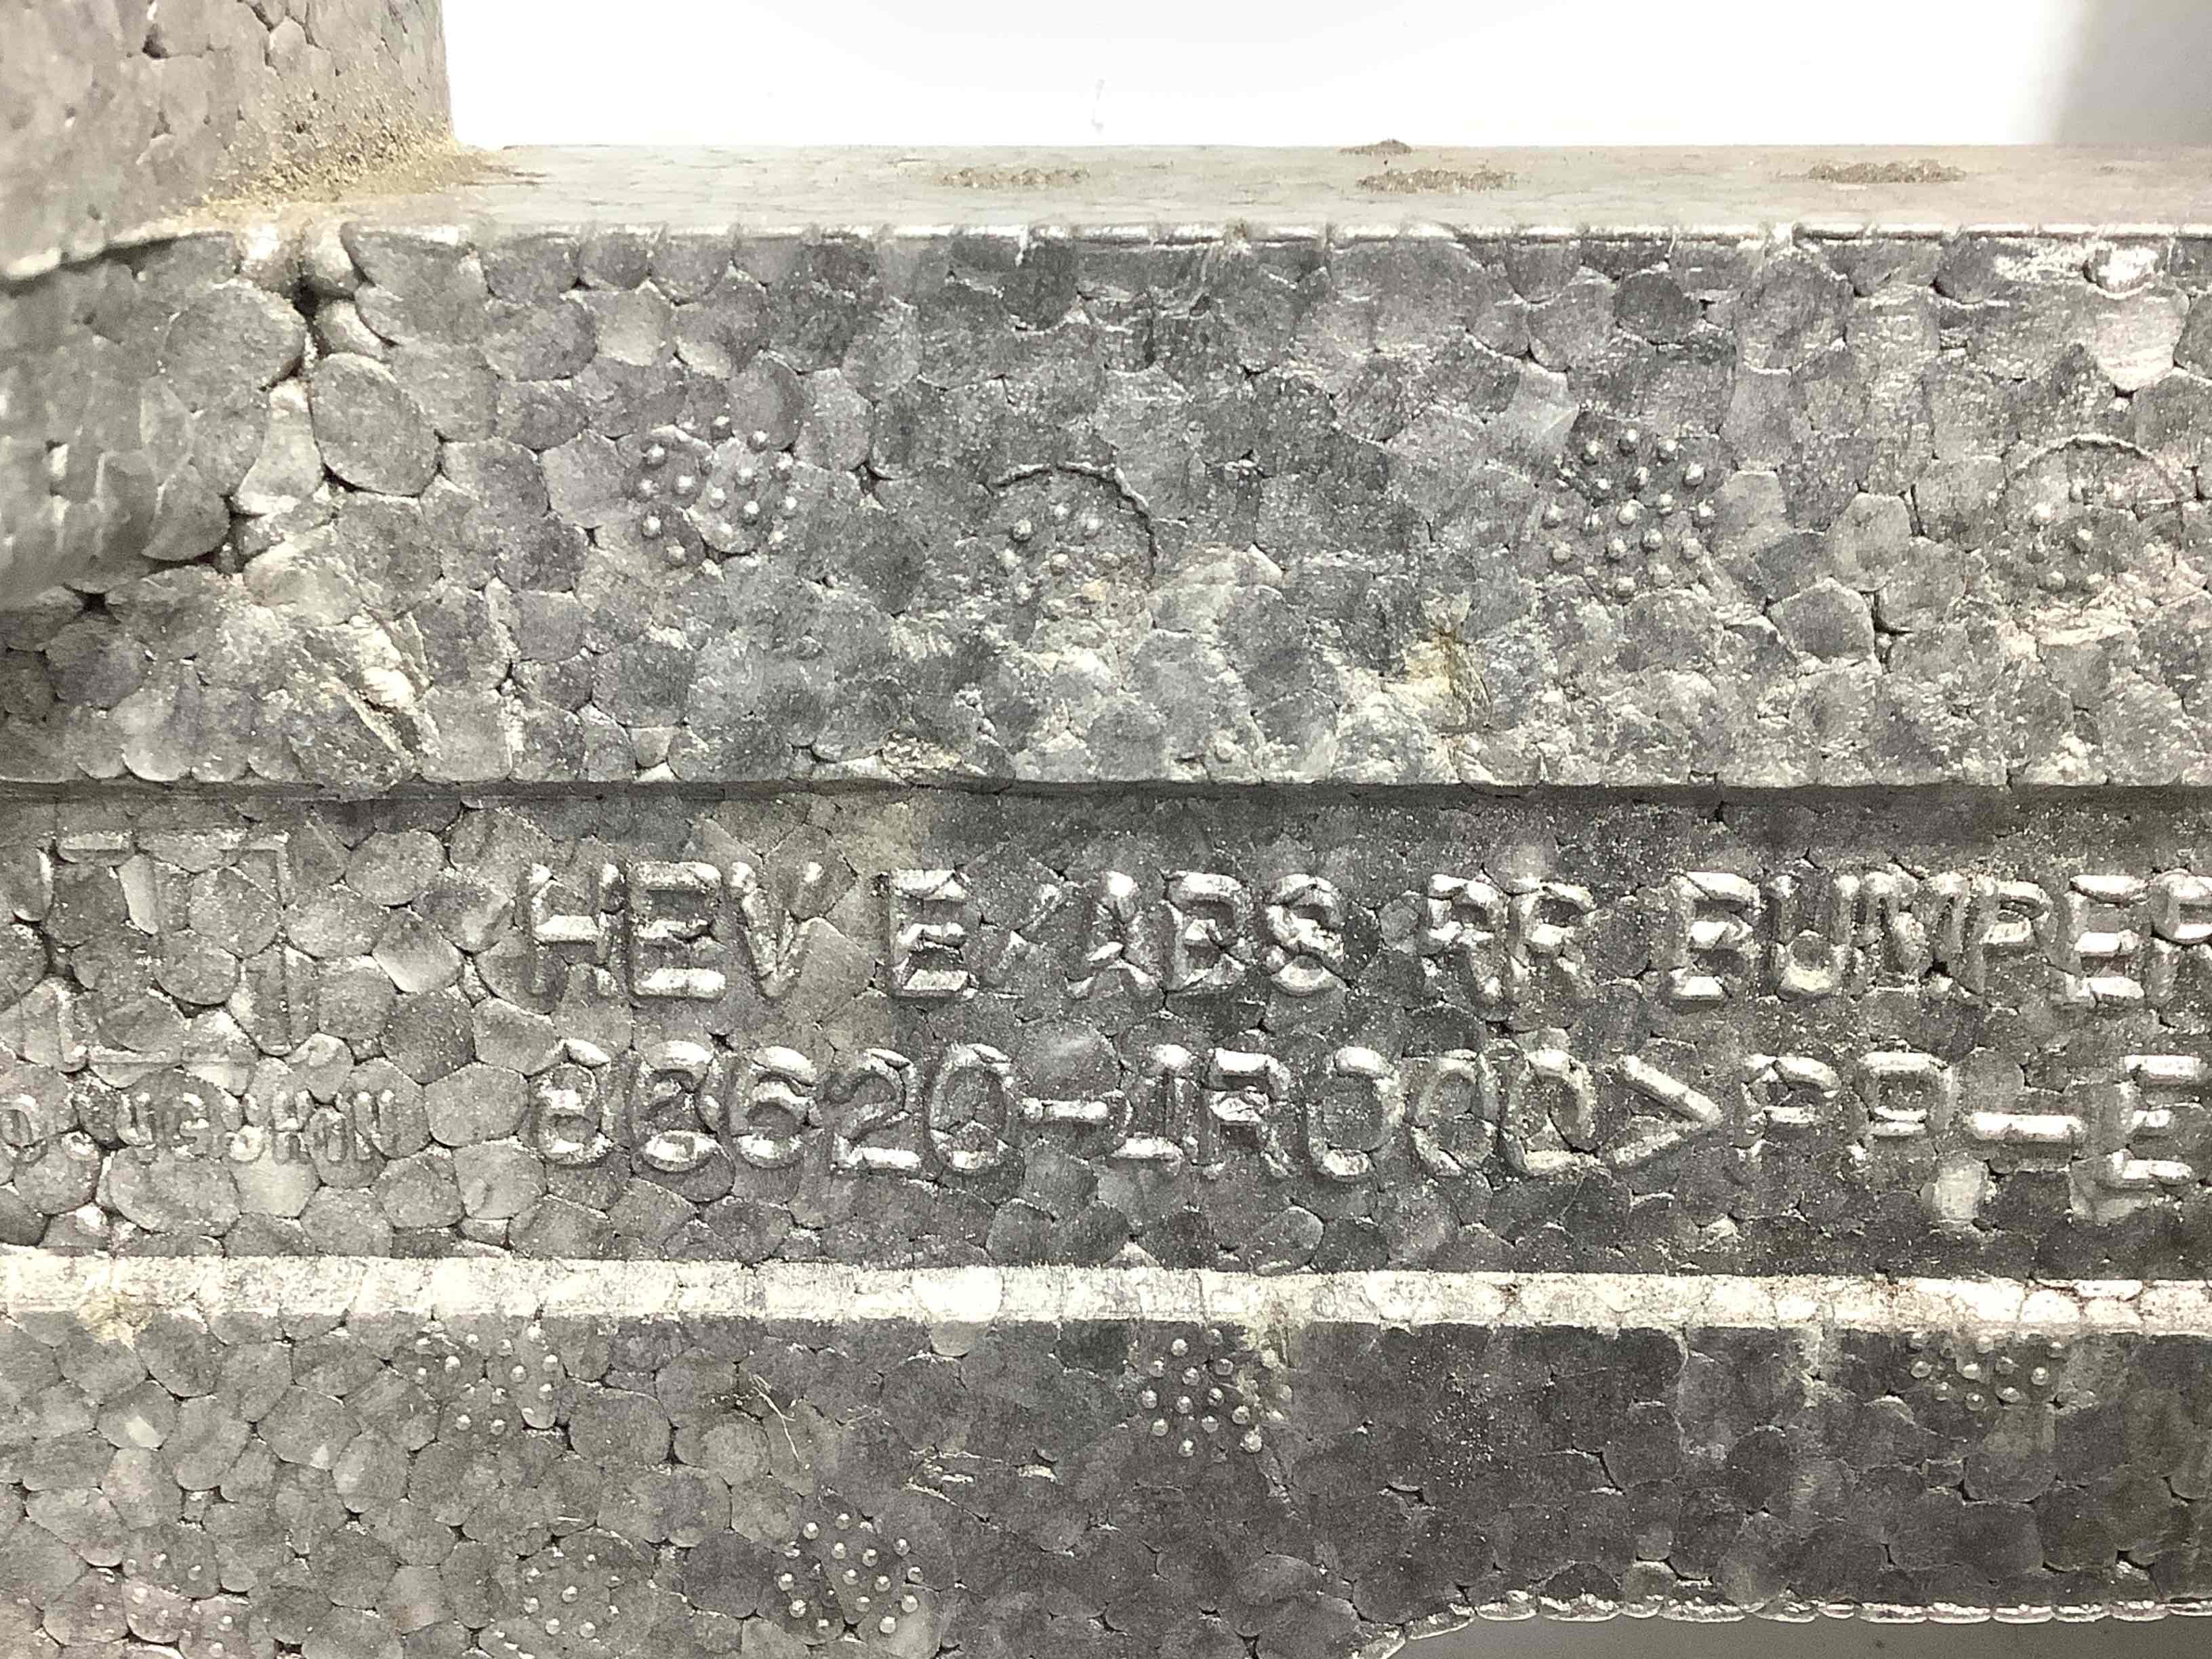 HEV E/ABS RR BUMPER
86620-1R000>PP-E